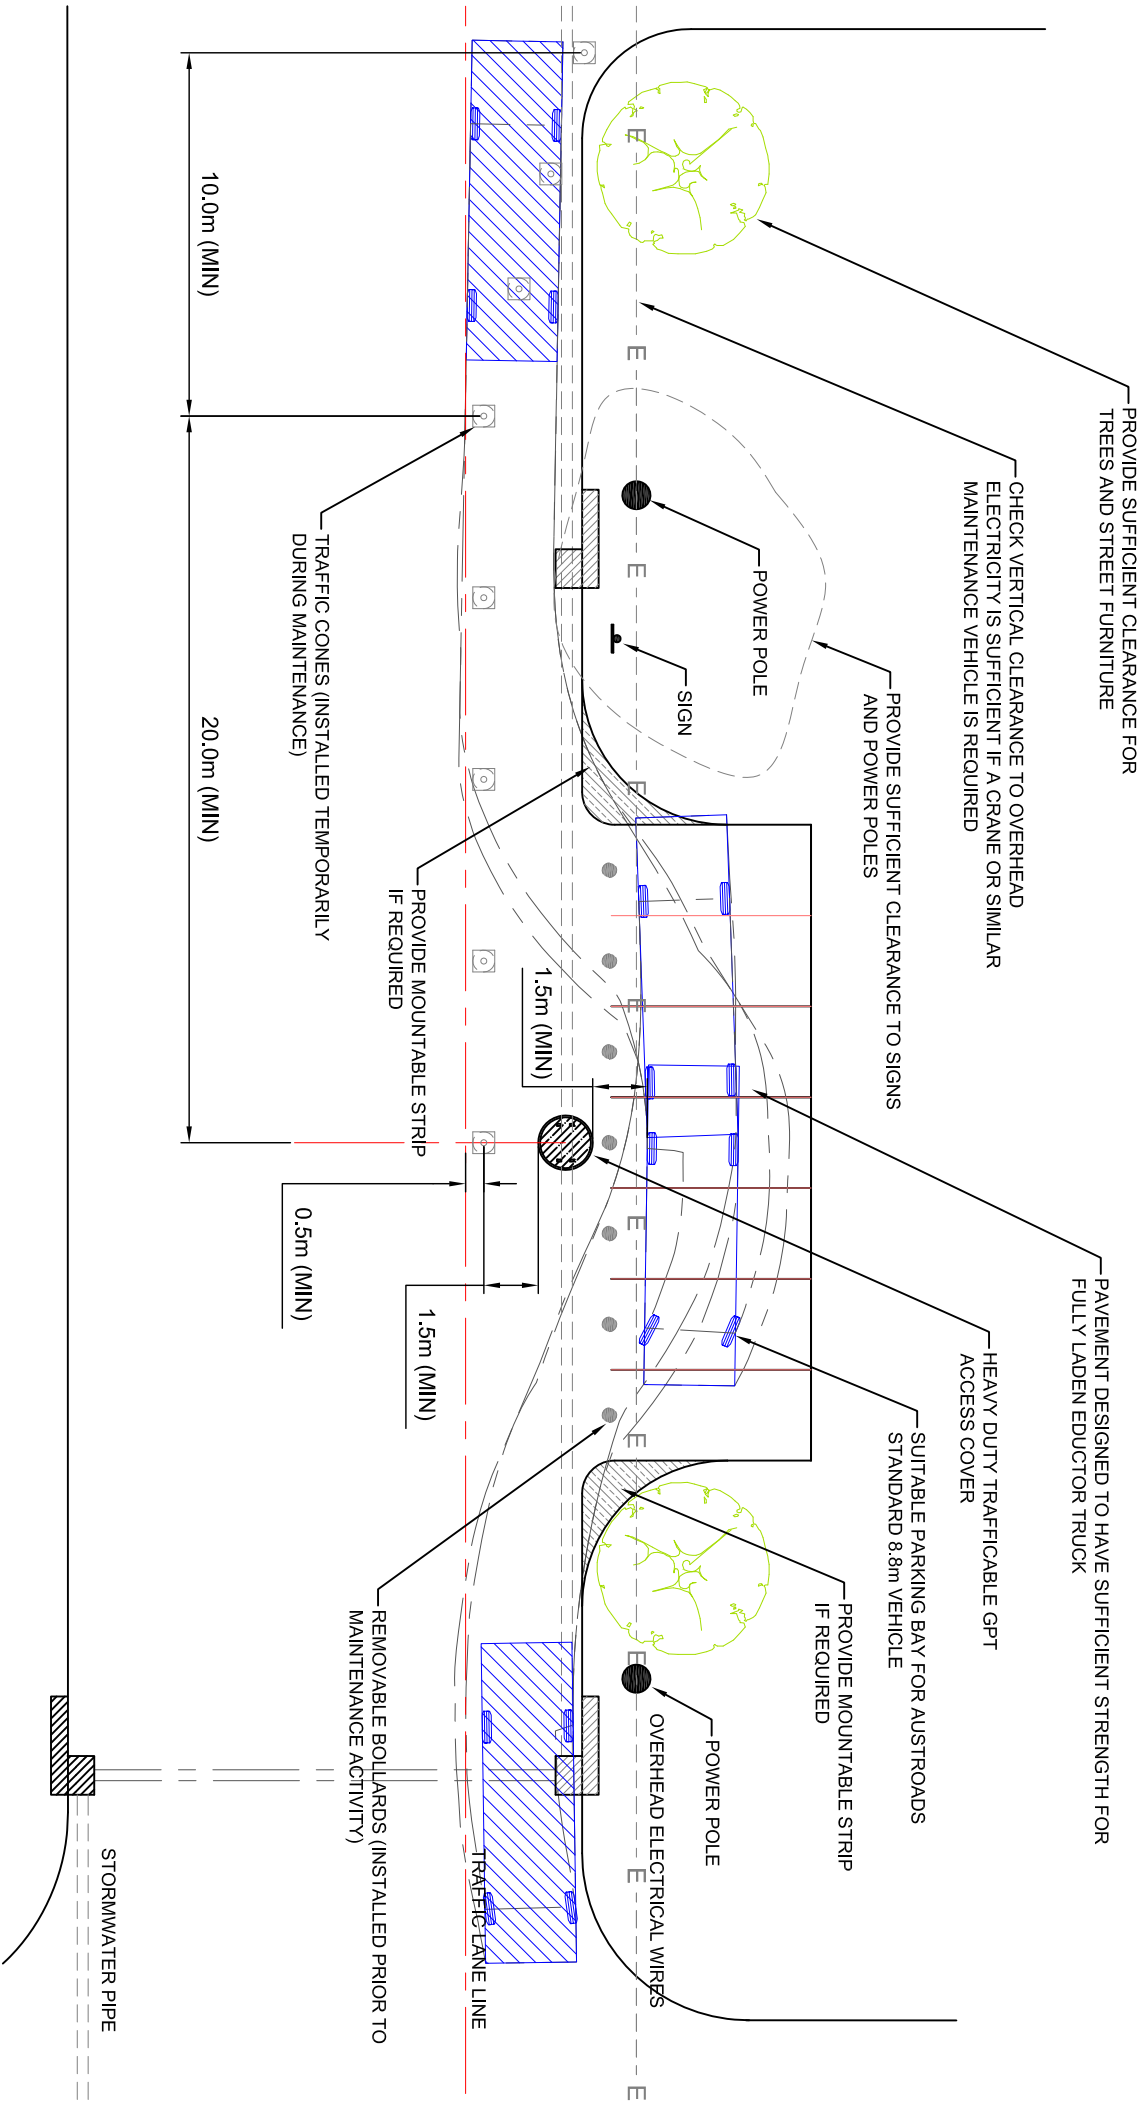 PROVIDE SUFFICIENT CLEARANCE FOR
TREES AND STREET FURNITURE
CHECK VERTICAL CLEARANCE TO OVERHEAD
ELECTRICITY IS SUFFICIENT IF A CRANE OR SIMILAR
MAINTENANCE VEHICLE IS REQUIRED
PROVIDE SUFFICIENT CLEARANCE TO SIGNS
AND POWER POLES
PAVEMENT DESIGNED TO HAVE SUFFICIENT STRENGTH FOR
FULLY LADEN EDUCTOR TRUCK
HEAVY DUTY TRAFFICABLE GPT
ACCESS COVER
SUITABLE PARKING BAY FOR AUSTROADS
STANDARD 8.8m VEHICLE
PROVIDE MOUNTABLE STRIP
IF REQUIRED
POWER POLE
SIGN
POWER POLE
OVERHEAD ELECTRICAL WIRES
E
E
E
E
E
E
E
E
E
E
1.5m (MIN)
TRAFFIC LANE LINE
1.5m (MIN)
PROVIDE MOUNTABLE STRIP
IF REQUIRED
REMOVABLE BOLLARDS (INSTALLED PRIOR TO
MAINTENANCE ACTIVITY)
TRAFFIC CONES (INSTALLED TEMPORARILY
DURING MAINTENANCE)
0.5m (MIN)
10.0m (MIN)
20.0m (MIN)
STORMWATER PIPE